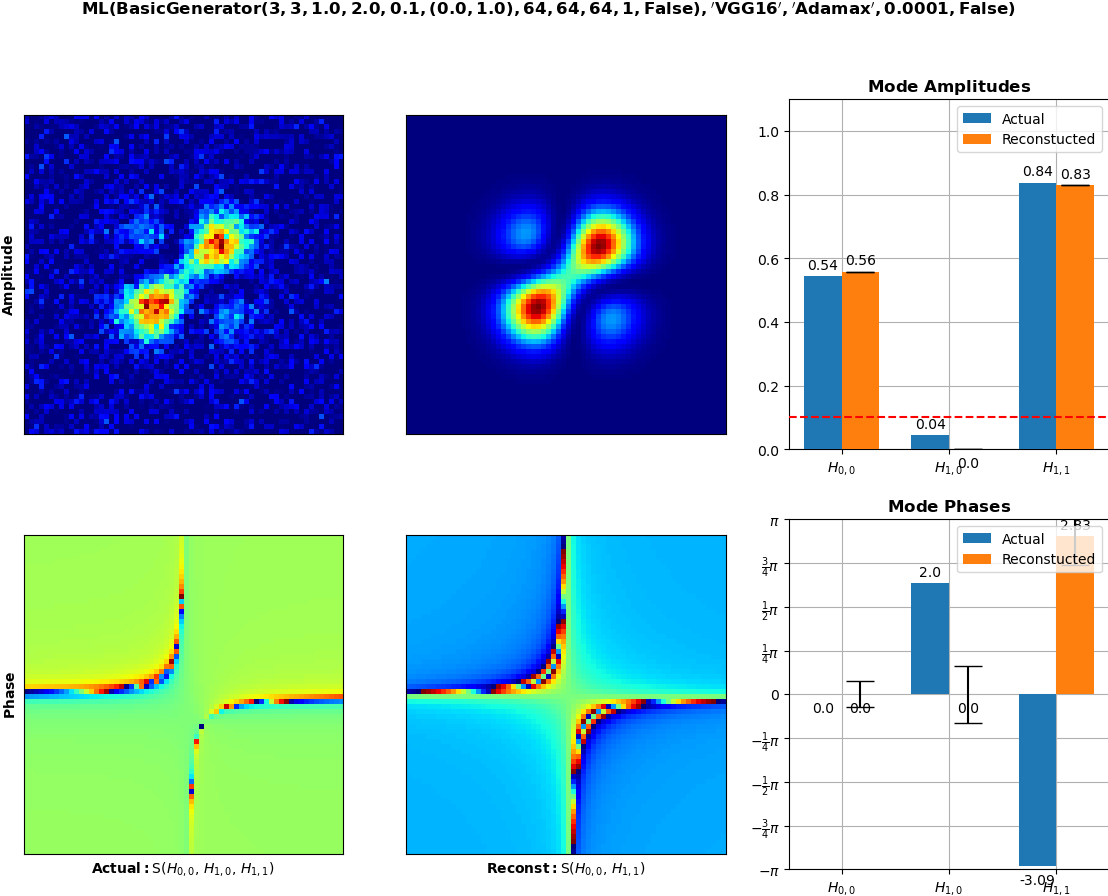 ML(BasicGenerator(3, 3, 1.0, 2.0, 0.1, (0.0, 1.0), 64, 64, 64, 1, False), ′VGG16′, ′Adamax′, 0.0001, False)
Amplitude
Mode Amplitudes
Actual
Reconstucted
1.0
0.8
0.6
0.4
0.2
0.0
0.54
0.56
0.04
0.0
0.84
0.83
H₀,₀
H₁,₀
H₁,₁
Phase
Actual: S(H₀,₀, H₁,₀, H₁,₁)
Reconst: S(H₀,₀, H₁,₁)
Mode Phases
Actual
Reconstucted
π
¾π
½π
¼π
0
−¼π
−½π
−¾π
−π
0.0
0.0
2.0
0.0
-3.09
2.83
H₀,₀
H₁,₀
H₁,₁